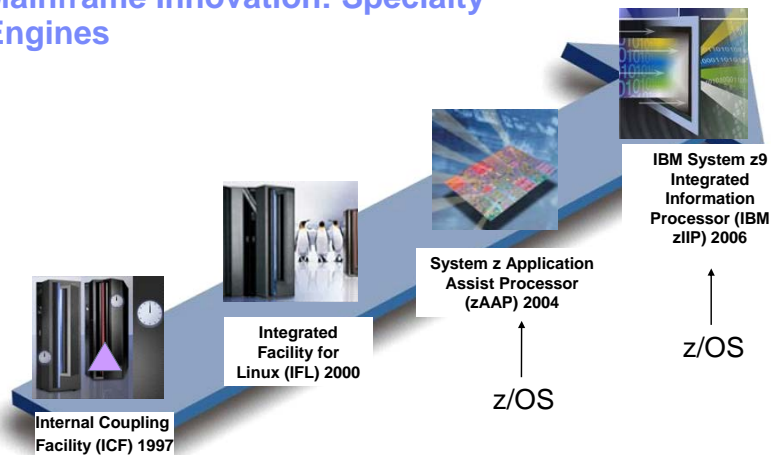 Mainframe Innovation: Specialty
Engines
IBM System z9
Integrated
Information
Processor (IBM
zIIP) 2006
System z Application
Assist Processor
(zAAP) 2004
z/OS
Integrated
Facility for
Linux (IFL) 2000
z/OS
Internal Coupling
Facility (ICF) 1997